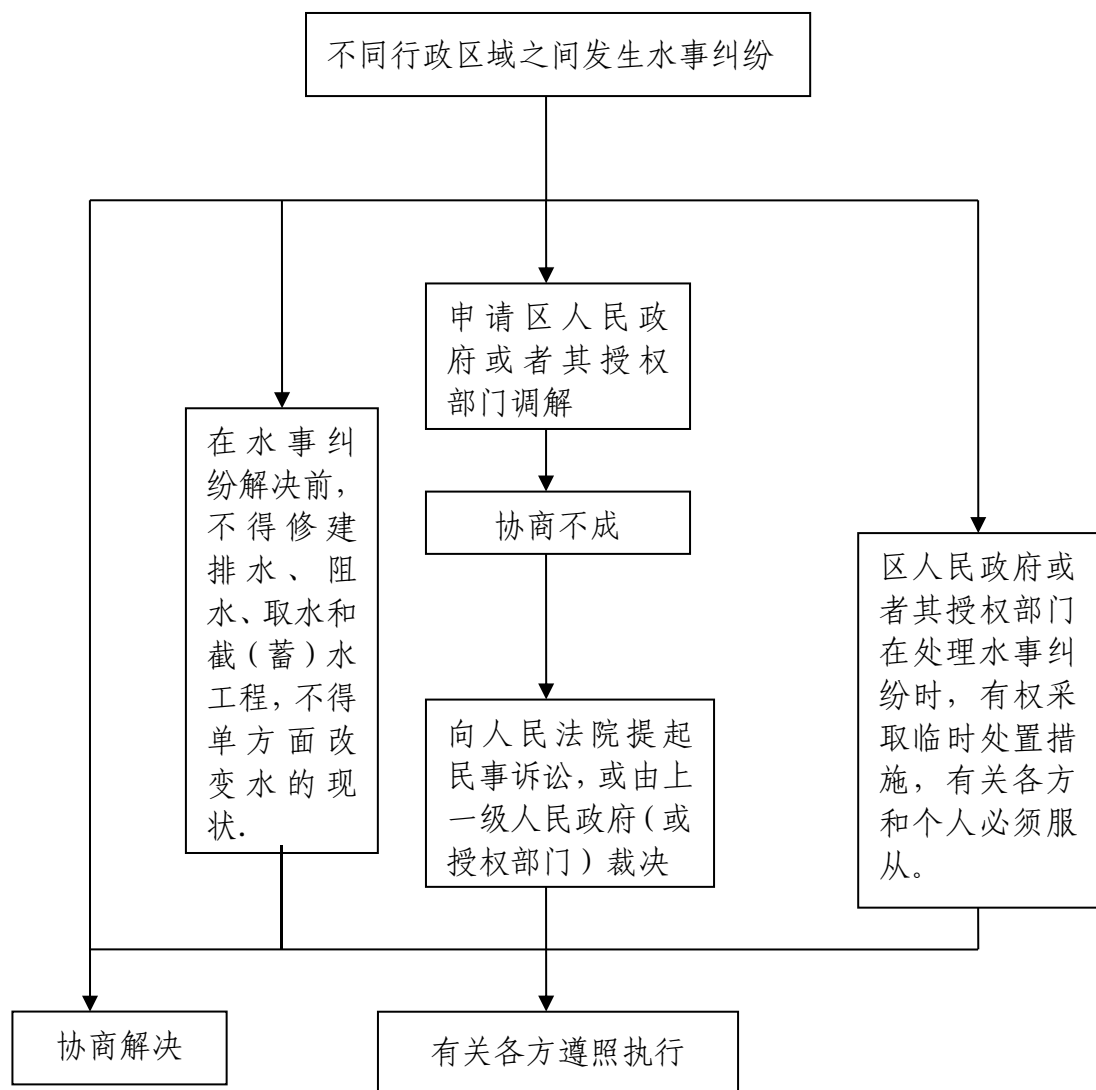 不同行政区域之间发生水事纠纷
申请区人民政
府或者其授权
部门调解
在水事纠
纷解决前，
不得修建
排水、阻
水、取水和
截（蓄）水
工程，不得
单方面改
变水的现
状.
协商不成
区人民政府或
者其授权部门
在处理水事纠
纷时，有权采
取临时处置措
施，有关各方
和个人必须服
从。
向人民法院提起
民事诉讼，或由上
一级人民政府（或
授权部门）裁决
协商解决
有关各方遵照执行